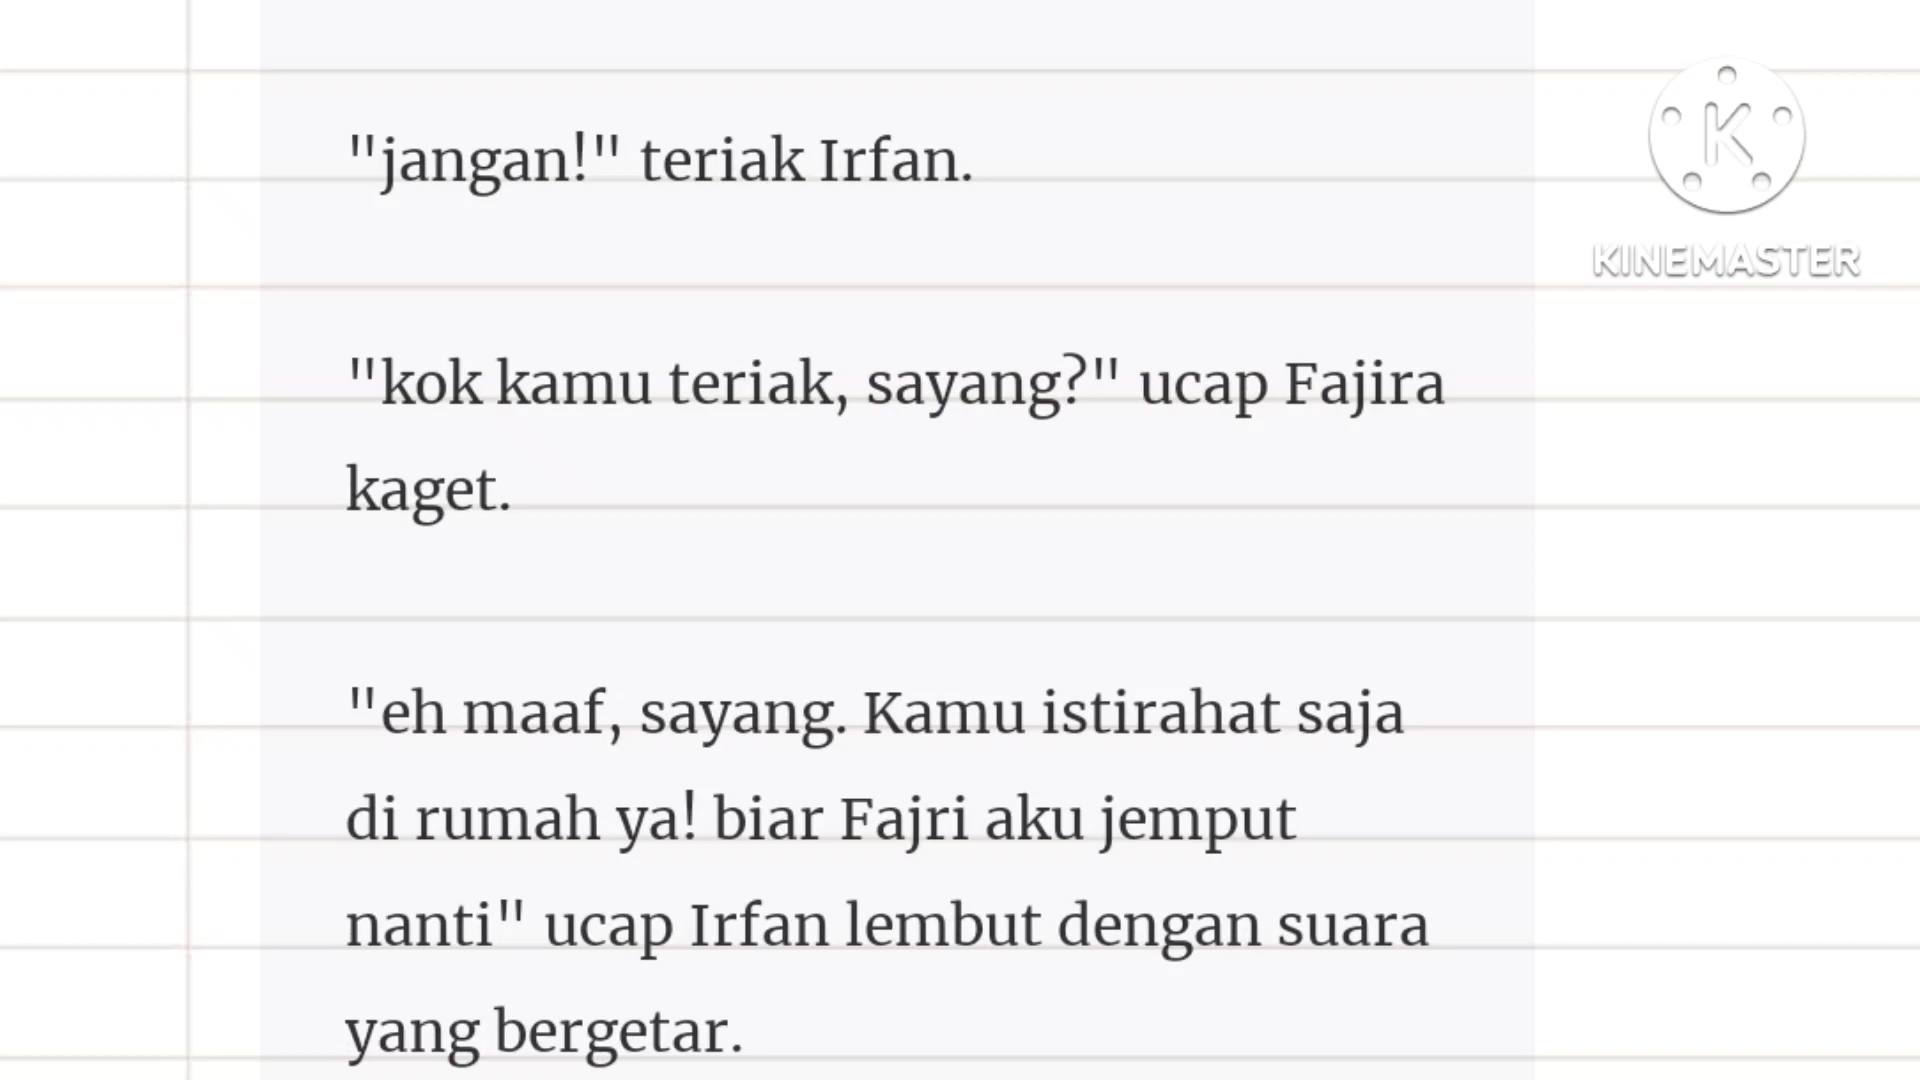 "jangan!" teriak Irfan.
KINEMASTER
"kok kamu teriak, sayang?" ucap Fajira
kaget.
"eh maaf, sayang. Kamu istirahat saja
di rumah ya! biar Fajri aku jemput
nanti" ucap Irfan lembut dengan suara
yang bergetar.